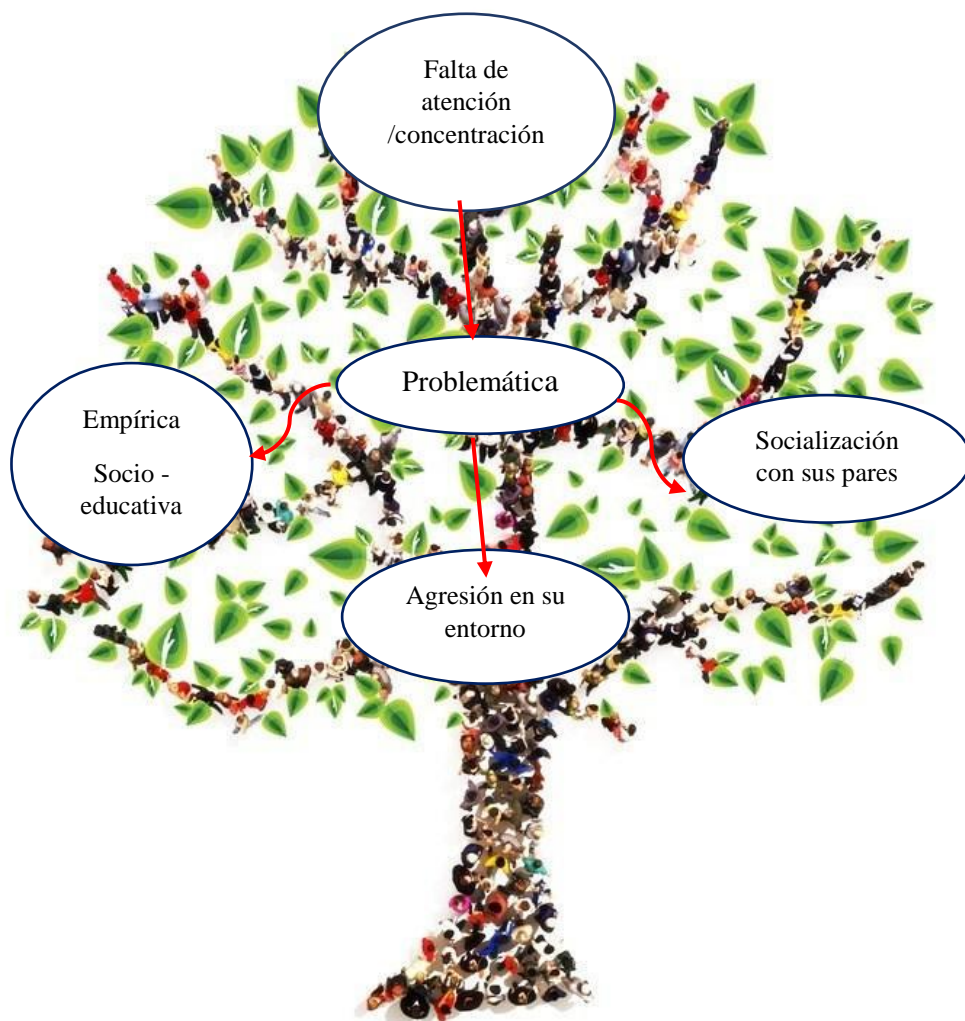 Falta de
atención
/concentración
Problemática
Empírica
Socio -
educativa
Socialización
con sus pares
Agresión en su
entorno